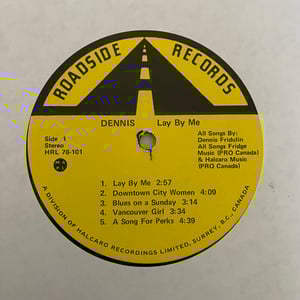 ROADSIDE RECORDS
DENNIS Lay By Me
Side 1
Stereo
HRL 78-101
All Songs By:
Dennis Fridulin
All Songs Fridge
Music (PRO Canada)
& Halcaro Music
(PRO Canada)
1. Lay By Me 2:57
2. Downtown City Women 4:09
3. Blues on a Sunday 3:14
4. Vancouver Girl 3:34
5. A Song For Perks 4:39
A DIVISION OF HALCARO RECORDINGS LIMITED, SURREY, B.C., CANADA